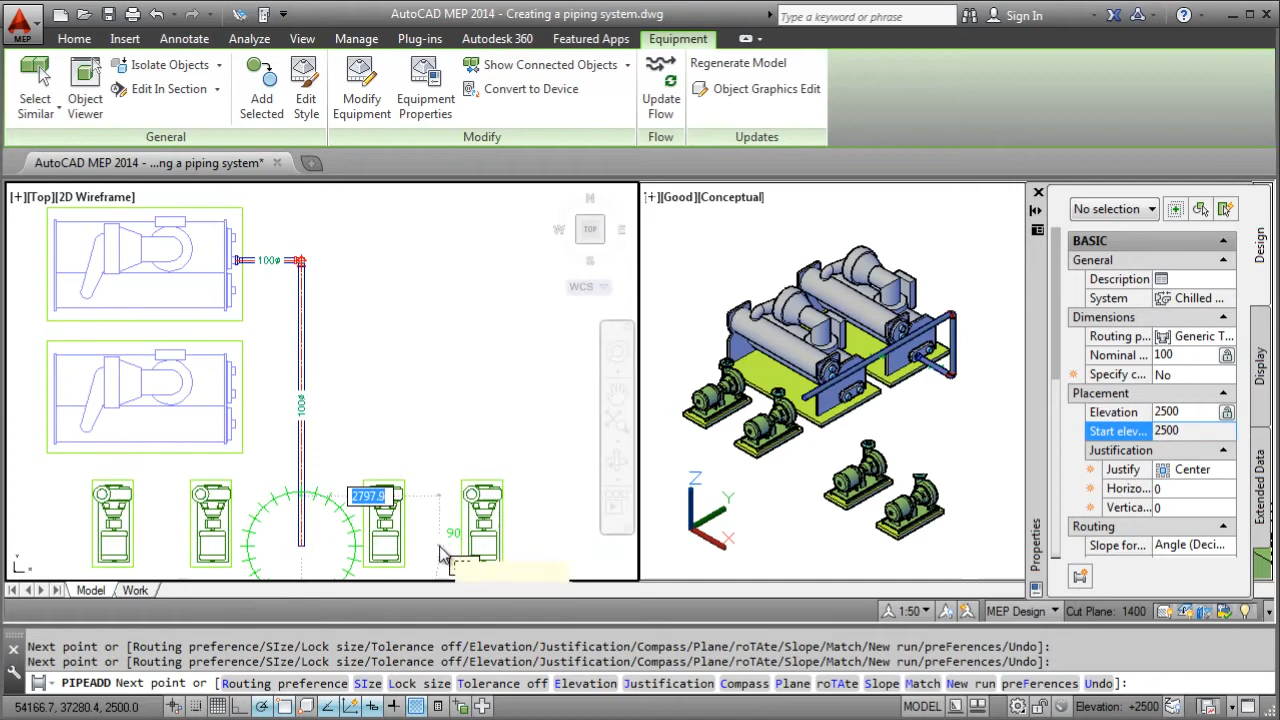 AutoCAD MEP 2014 - Creating a piping system.dwg
Type a keyword or phrase
Sign In
MEP
Home Insert Annotate Analyze View Manage Plug-ins Autodesk 360 Featured Apps Equipment
Select Similar
Object Viewer
Isolate Objects
Edit In Section
Add Selected
Edit Style
Modify Equipment
Equipment Properties
Show Connected Objects
Convert to Device
Update Flow
Regenerate Model
Object Graphics Edit
General Modify Flow Updates
AutoCAD MEP 2014 - ...ng a piping system*
[+][Top][2D Wireframe]
N
W TOP E
S
WCS
100ø
100ø
2797.9
90
Y
X
[+][Good][Conceptual]
Z
Y
X
No selection
BASIC
General
Description
System Chilled ...
Dimensions
Routing p... Generic T...
Nominal ... 100
Specify c... No
Placement
Elevation 2500
Start elev... 2500
Justification
Justify Center
Horizo... 0
Vertica... 0
Routing
Slope for... Angle (Deci...
Properties
Design
Display
Extended Data
Model Work
1:50 MEP Design Cut Plane: 1400
Next point or [Routing preference/SIze/Lock size/Tolerance off/Elevation/Justification/Compass/Plane/roTAte/Slope/Match/New run/preFerences/Undo]:
Next point or [Routing preference/SIze/Lock size/Tolerance off/Elevation/Justification/Compass/Plane/roTAte/Slope/Match/New run/preFerences/Undo]:
PIPEADD Next point or [Routing preference SIze Lock size Tolerance off Elevation Justification Compass Plane roTAte Slope Match New run preFerences Undo]:
54166.7, 37280.4, 2500.0
MODEL
Elevation: +2500